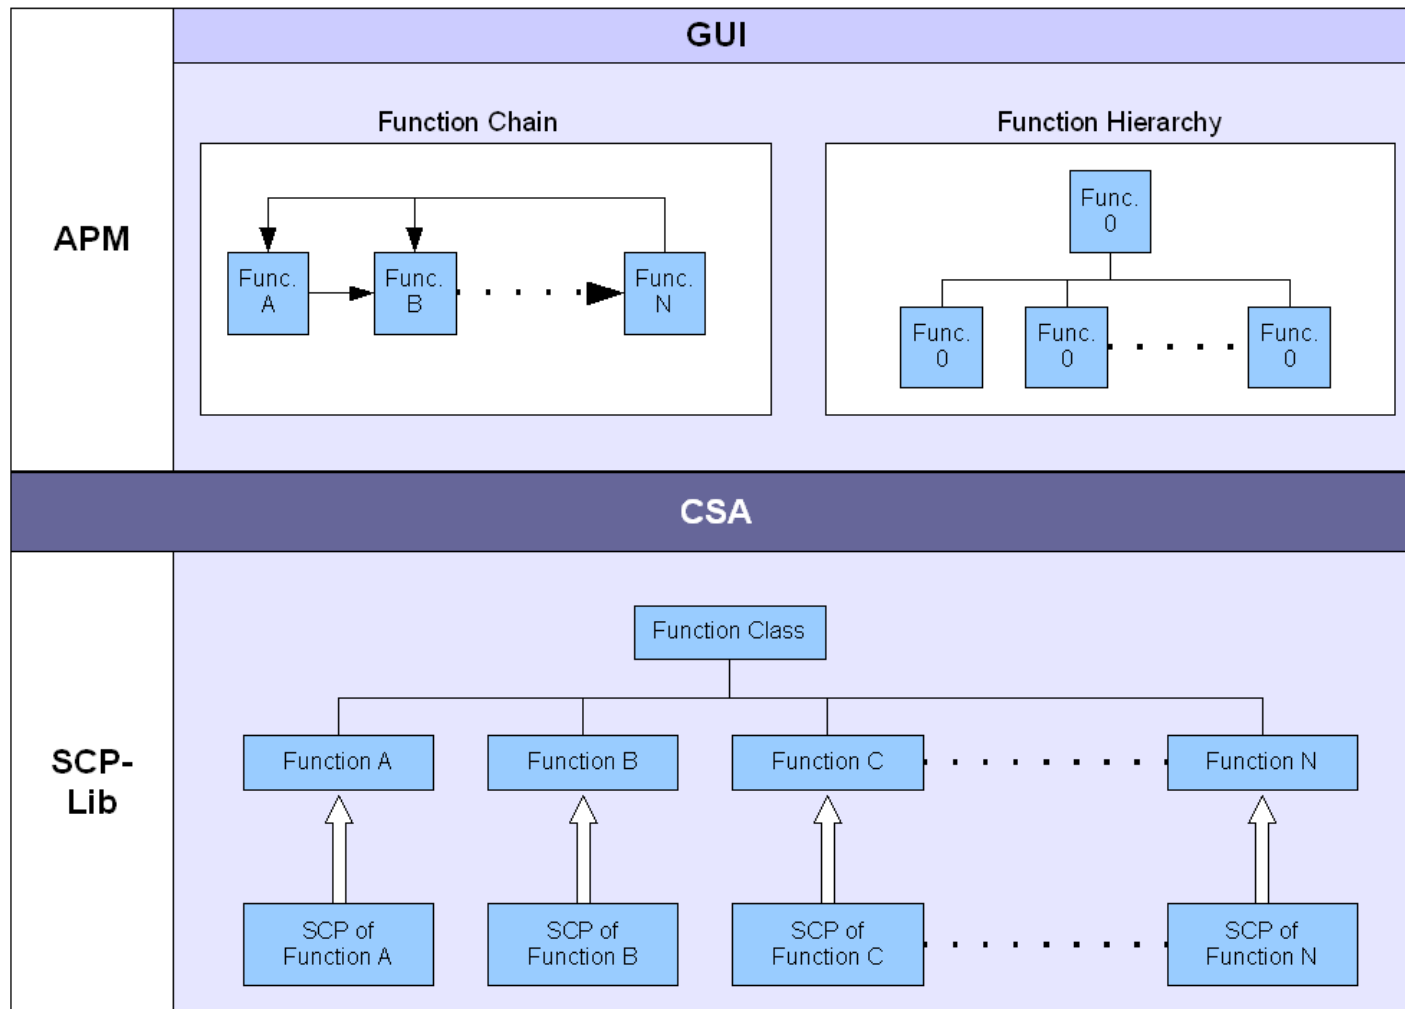 GUI
APM
Function Chain
Func.
A
Func.
B
Func.
N
Function Hierarchy
Func.
0
Func.
0
Func.
0
Func.
0
CSA
SCP-
Lib
Function Class
Function A
Function B
Function C
Function N
SCP of
Function A
SCP of
Function B
SCP of
Function C
SCP of
Function N